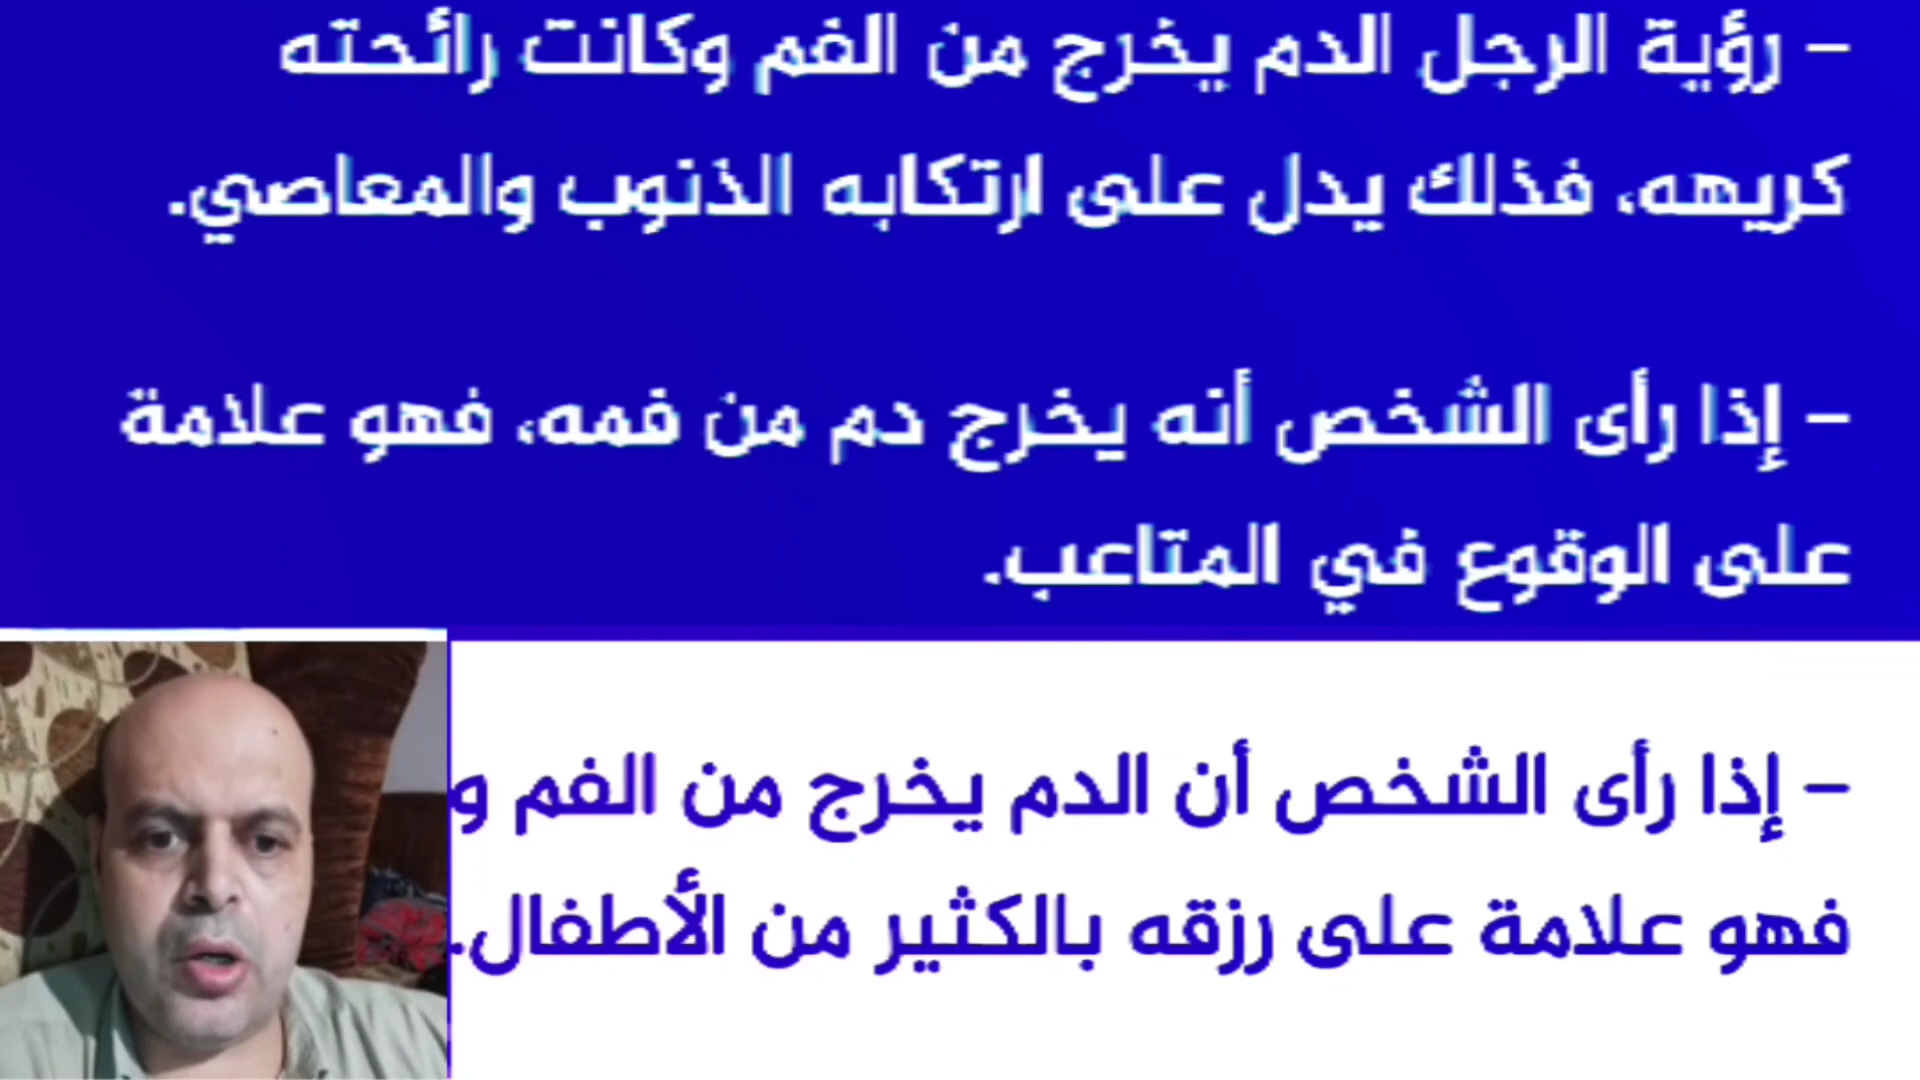 – رؤية الرجل الدم يخرج من الفم وكانت رائحته
كريهه، فذلك يدل على ارتكابه الذنوب والمعاصي.
– إذا رأى الشخص أنه يخرج دم من فمه، فهو علامة
على الوقوع في المتاعب.
– إذا رأى الشخص أن الدم يخرج من الفم و
فهو علامة على رزقه بالكثير من الأطفال.